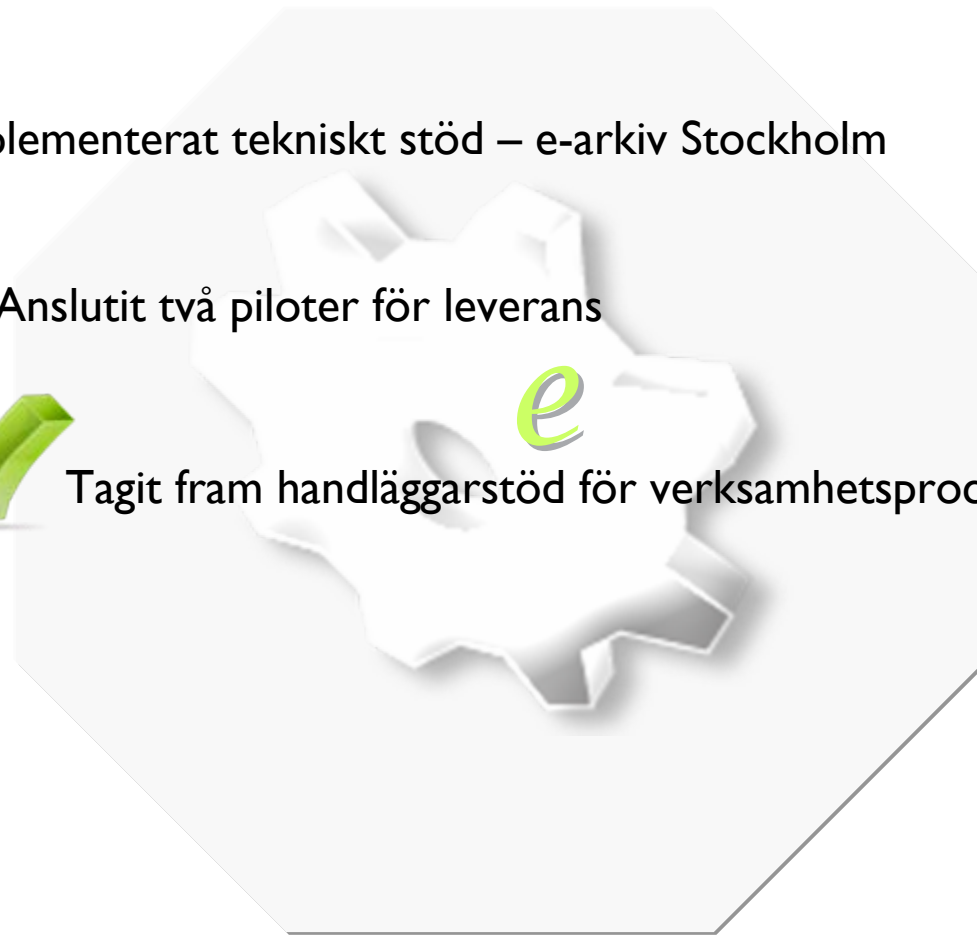 plementerat tekniskt stöd – e-arkiv Stockholm
Anslutit två piloter för leverans
e
Tagit fram handläggarstöd för verksamhetsproc